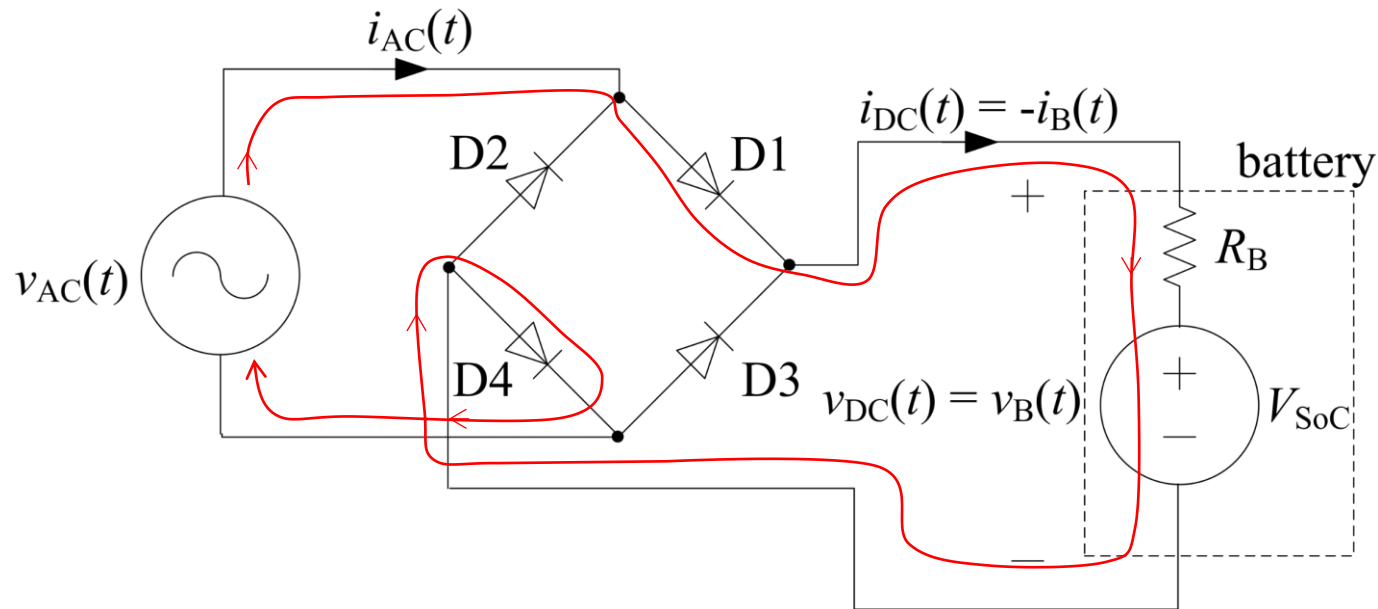 i_AC(t)
i_DC(t) = -i_B(t)
D2
D1
battery
+
R_B
v_AC(t)
D4
D3
v_DC(t) = v_B(t)
+
−
V_SoC
−